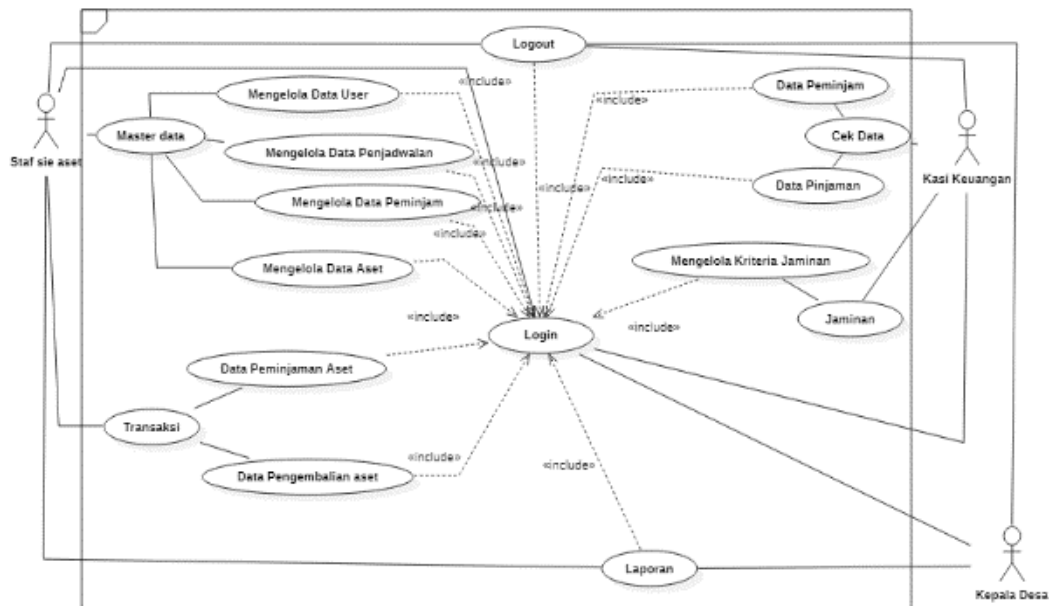 Logout
«include»
Mengelola Data User
«include»
Data Peminjam
Master data
Cek Data
Staf sie aset
Mengelola Data Penjadwalan
«include»
Kasi Keuangan
«include»
«include»
Data Pinjaman
Mengelola Data Peminjam
«include»
«include»
Mengelola Data Aset
Mengelola Kriteria Jaminan
«include»
Login
«include»
Jaminan
Data Peminjaman Aset
Transaksi
«include»
«include»
Data Pengembalian aset
Laporan
Kepala Desa